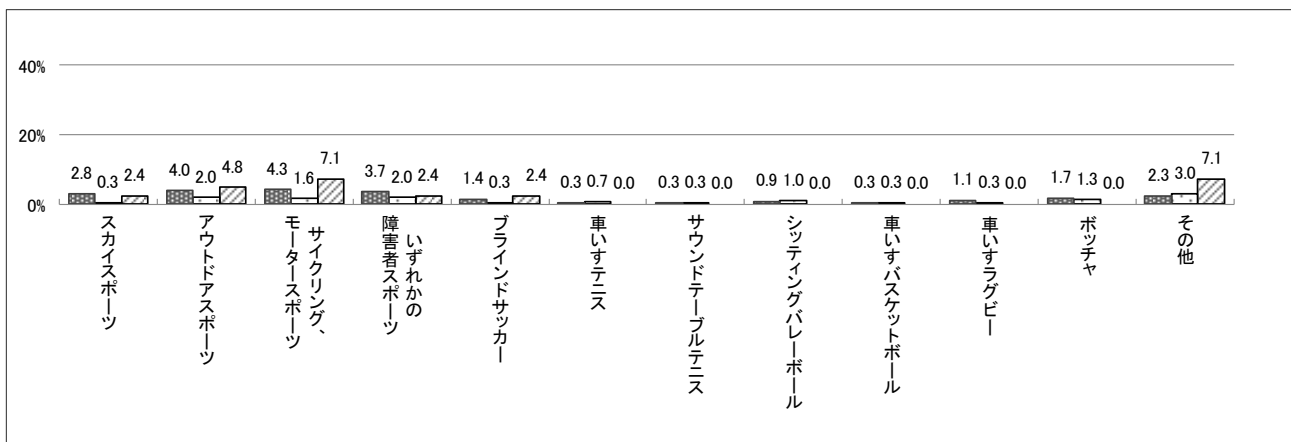 40%
20%
0%
2.8 0.3 2.4
4.0 2.0 4.8
4.3 1.6 7.1
3.7 2.0 2.4
1.4 0.3 2.4
0.3 0.7 0.0
0.3 0.3 0.0
0.9 1.0 0.0
0.3 0.3 0.0
1.1 0.3 0.0
1.7 1.3 0.0
2.3 3.0 7.1
スカイスポーツ
アウトドアスポーツ
サイクリング、
モータースポーツ
いずれかの
障害者スポーツ
ブラインドサッカー
車いすテニス
サウンドテーブルテニス
シッティングバレーボール
車いすバスケットボール
車いすラグビー
ボッチャ
その他